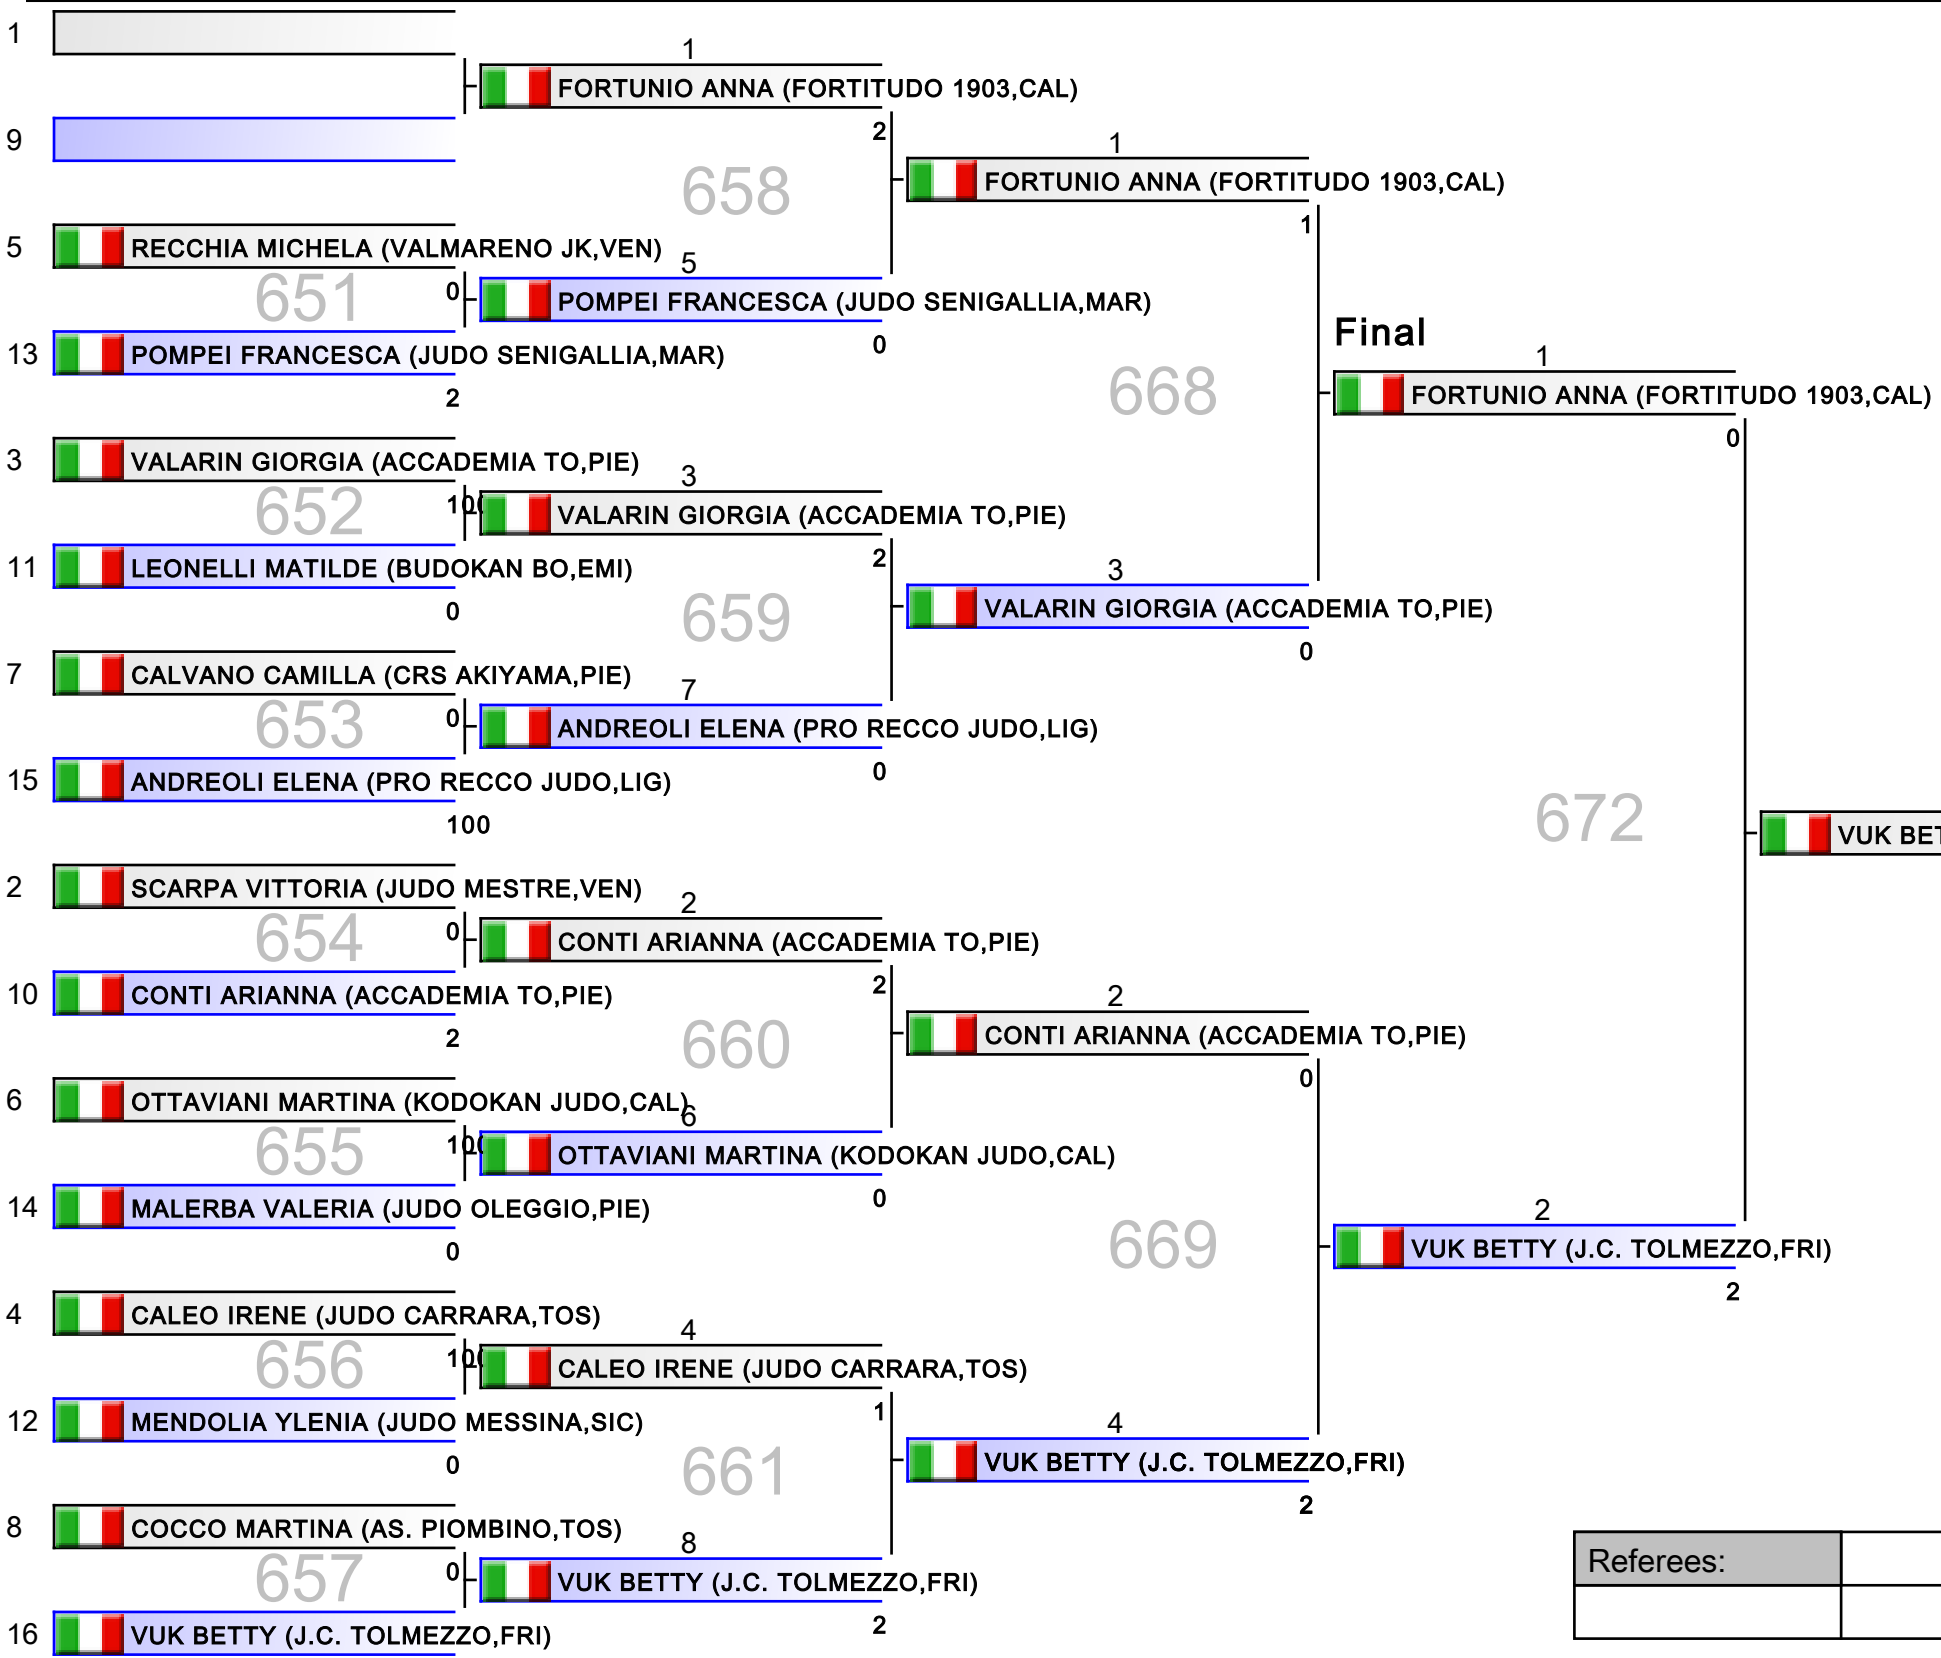 1
1
FORTUNIO ANNA (FORTITUDO 1903,CAL)
9
2
1
658
FORTUNIO ANNA (FORTITUDO 1903,CAL)
1
5
RECCHIA MICHELA (VALMARENO JK,VEN)
5
651
0
POMPEI FRANCESCA (JUDO SENIGALLIA,MAR)
0
13
POMPEI FRANCESCA (JUDO SENIGALLIA,MAR)
2
668
Final
1
FORTUNIO ANNA (FORTITUDO 1903,CAL)
0
3
VALARIN GIORGIA (ACCADEMIA TO,PIE)
3
652
VALARIN GIORGIA (ACCADEMIA TO,PIE)
2
11
LEONELLI MATILDE (BUDOKAN BO,EMI)
0
659
3
VALARIN GIORGIA (ACCADEMIA TO,PIE)
0
7
CALVANO CAMILLA (CRS AKIYAMA,PIE)
7
653
0
ANDREOLI ELENA (PRO RECCO JUDO,LIG)
0
15
ANDREOLI ELENA (PRO RECCO JUDO,LIG)
100
672
2
SCARPA VITTORIA (JUDO MESTRE,VEN)
2
654
0
CONTI ARIANNA (ACCADEMIA TO,PIE)
2
10
CONTI ARIANNA (ACCADEMIA TO,PIE)
2
660
2
CONTI ARIANNA (ACCADEMIA TO,PIE)
0
6
OTTAVIANI MARTINA (KODOKAN JUDO,CAL)
6
655
OTTAVIANI MARTINA (KODOKAN JUDO,CAL)
0
14
MALERBA VALERIA (JUDO OLEGGIO,PIE)
0
669
2
VUK BETTY (J.C. TOLMEZZO,FRI)
2
4
CALEO IRENE (JUDO CARRARA,TOS)
4
656
CALEO IRENE (JUDO CARRARA,TOS)
1
12
MENDOLIA YLENIA (JUDO MESSINA,SIC)
0
661
4
VUK BETTY (J.C. TOLMEZZO,FRI)
2
8
COCCO MARTINA (AS. PIOMBINO,TOS)
8
657
0
VUK BETTY (J.C. TOLMEZZO,FRI)
2
16
VUK BETTY (J.C. TOLMEZZO,FRI)
VUK
Referees: